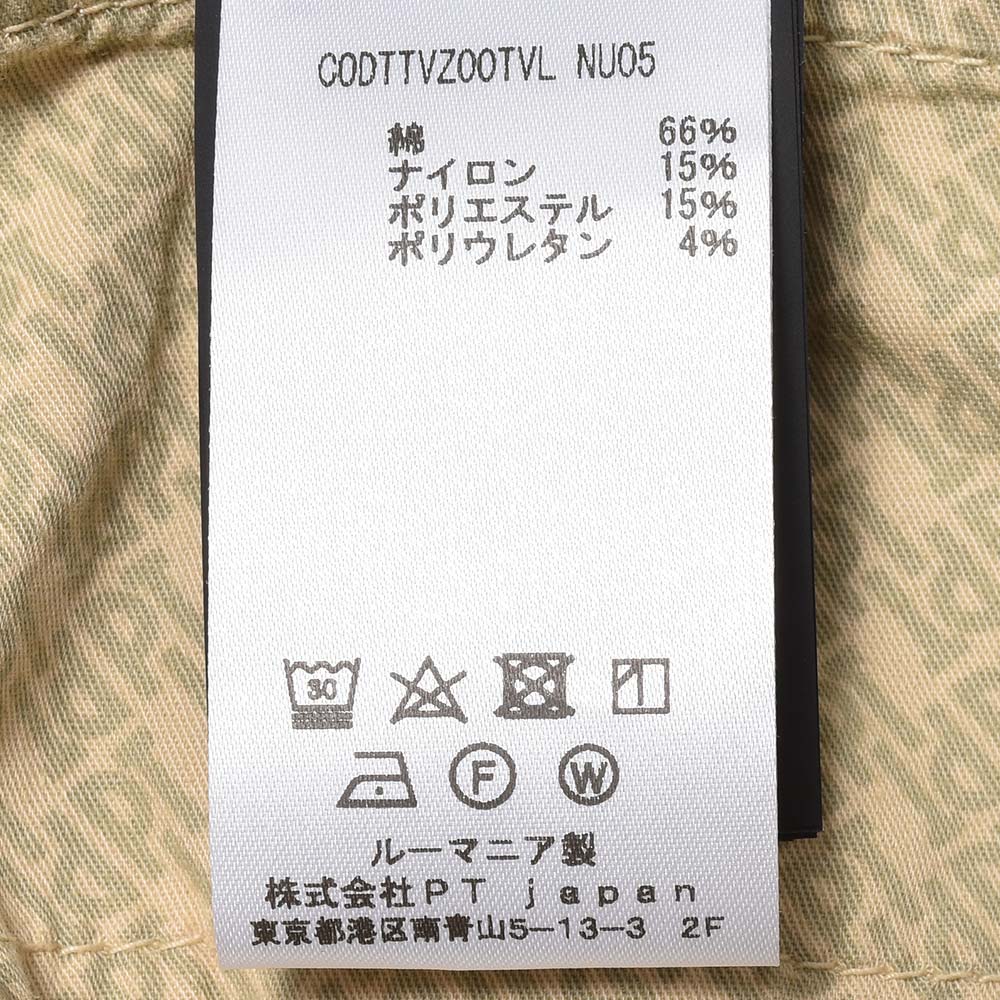 CODTTVZ00TVL NU05
綿 66%
ナイロン 15%
ポリエステル 15%
ポリウレタン 4%
30
F W
ルーマニア製
株式会社PT japan
東京都港区南青山5-13-3 2F